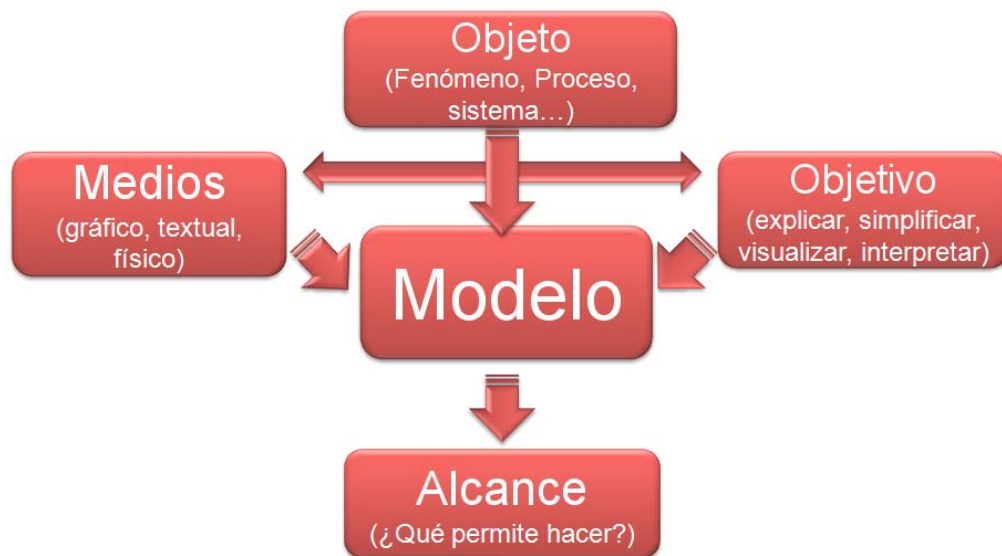 Objeto
(Fenómeno, Proceso,
sistema…)
Medios
(gráfico, textual,
físico)
Objetivo
(explicar, simplificar,
visualizar, interpretar)
Modelo
Alcance
(¿Qué permite hacer?)